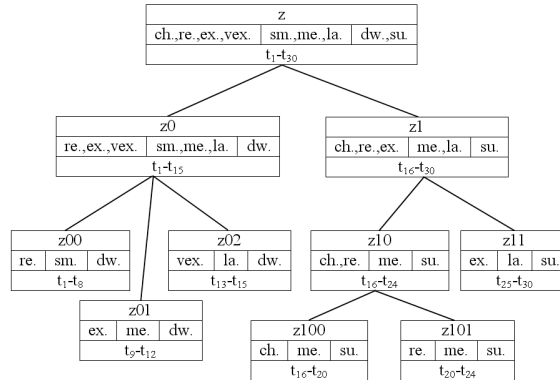 z
ch.,re.,ex.,vex. sm.,me.,la. dw.,su.
t1-t30
z0
re.,ex.,vex. sm.,me.,la. dw.
t1-t15
z1
ch.,re.,ex. me.,la. su.
t16-t30
z00
re. sm. dw.
t1-t8
z02
vex. la. dw.
t13-t15
z10
ch.,re. me. su.
t16-t24
z11
ex. la. su.
t25-t30
z01
ex. me. dw.
t9-t12
z100
ch. me. su.
t16-t20
z101
re. me. su.
t20-t24